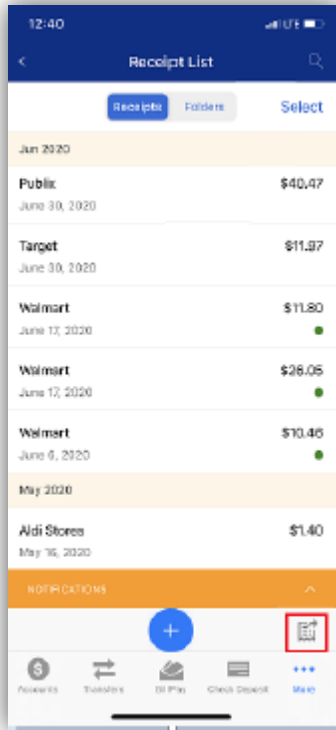 12:40
LTE
Receipt List
Receipts Folders Select
Jun 2020
Publix $40.47
June 30, 2020
Target $11.97
June 30, 2020
Walmart $11.80
June 17, 2020
Walmart $26.05
June 17, 2020
Walmart $10.46
June 6, 2020
May 2020
Aldi Stores $1.40
May 16, 2020
NOTIFICATIONS
Accounts Transfers Bill Pay Check Deposit More